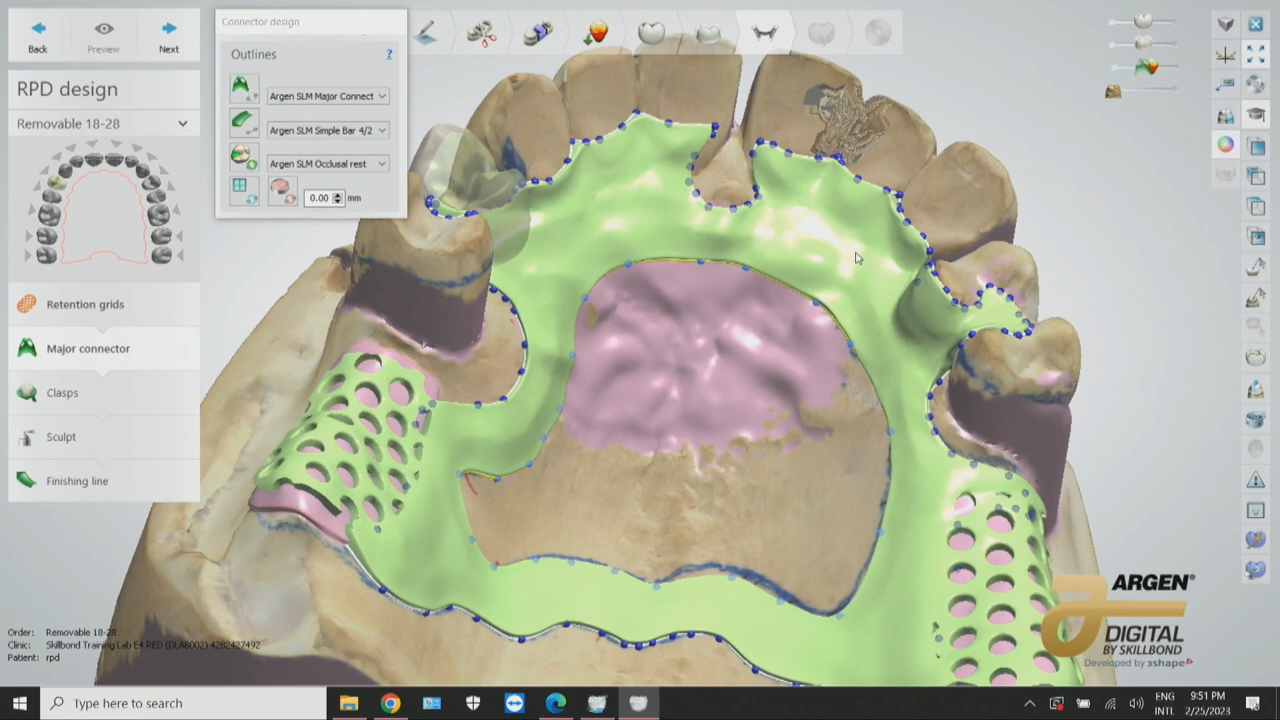 Back
Preview
Next
RPD design
Removable 18-28
Retention grids
Major connector
Clasps
Sculpt
Finishing line
Connector design
Outlines
?
Argen SLM Major Connect
Argen SLM Simple Bar 4/2
Argen SLM Occlusal rest
0.00 mm
Order: Removable 18-28
Clinic: Skillbond Training Lab E4 RED (DLAB002) 4282427492
Patient: rpd
ARGEN®
DIGITAL
BY SKILLBOND
Developed by 3shape
Type here to search
ENG
INTL
9:51 PM
2/25/2023